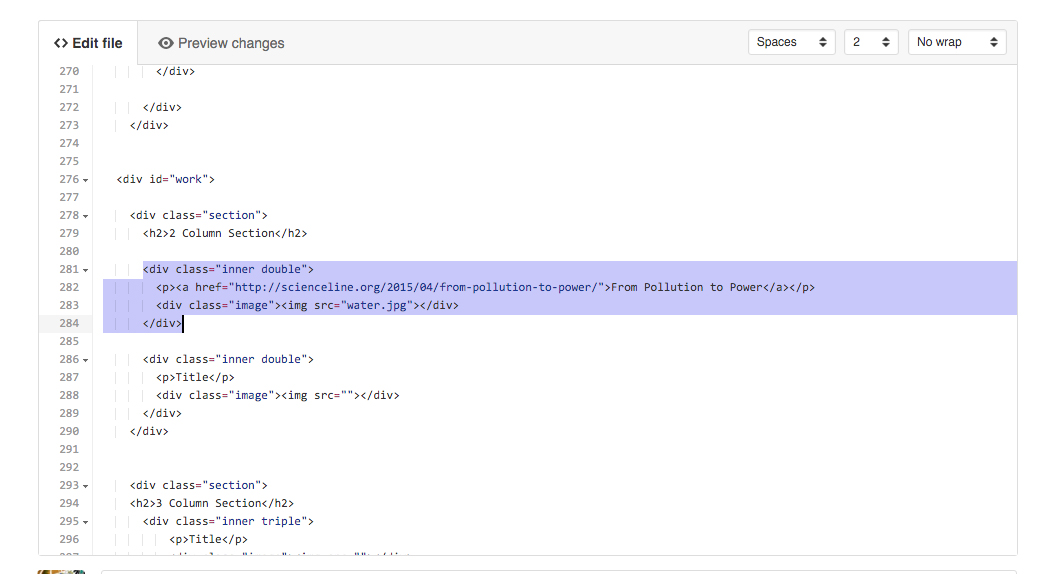 <> Edit file Preview changes Spaces 2 No wrap
270 </div>
271
272 </div>
273 </div>
274
275
276 <div id="work">
277
278 <div class="section">
279 <h2>2 Column Section</h2>
280
281 <div class="inner double">
282 <p><a href="http://scienceline.org/2015/04/from-pollution-to-power/">From Pollution to Power</a></p>
283 <div class="image"><img src="water.jpg"></div>
284 </div>
285
286 <div class="inner double">
287 <p>Title</p>
288 <div class="image"><img src=""></div>
289 </div>
290 </div>
291
292
293 <div class="section">
294 <h2>3 Column Section</h2>
295 <div class="inner triple">
296 <p>Title</p>